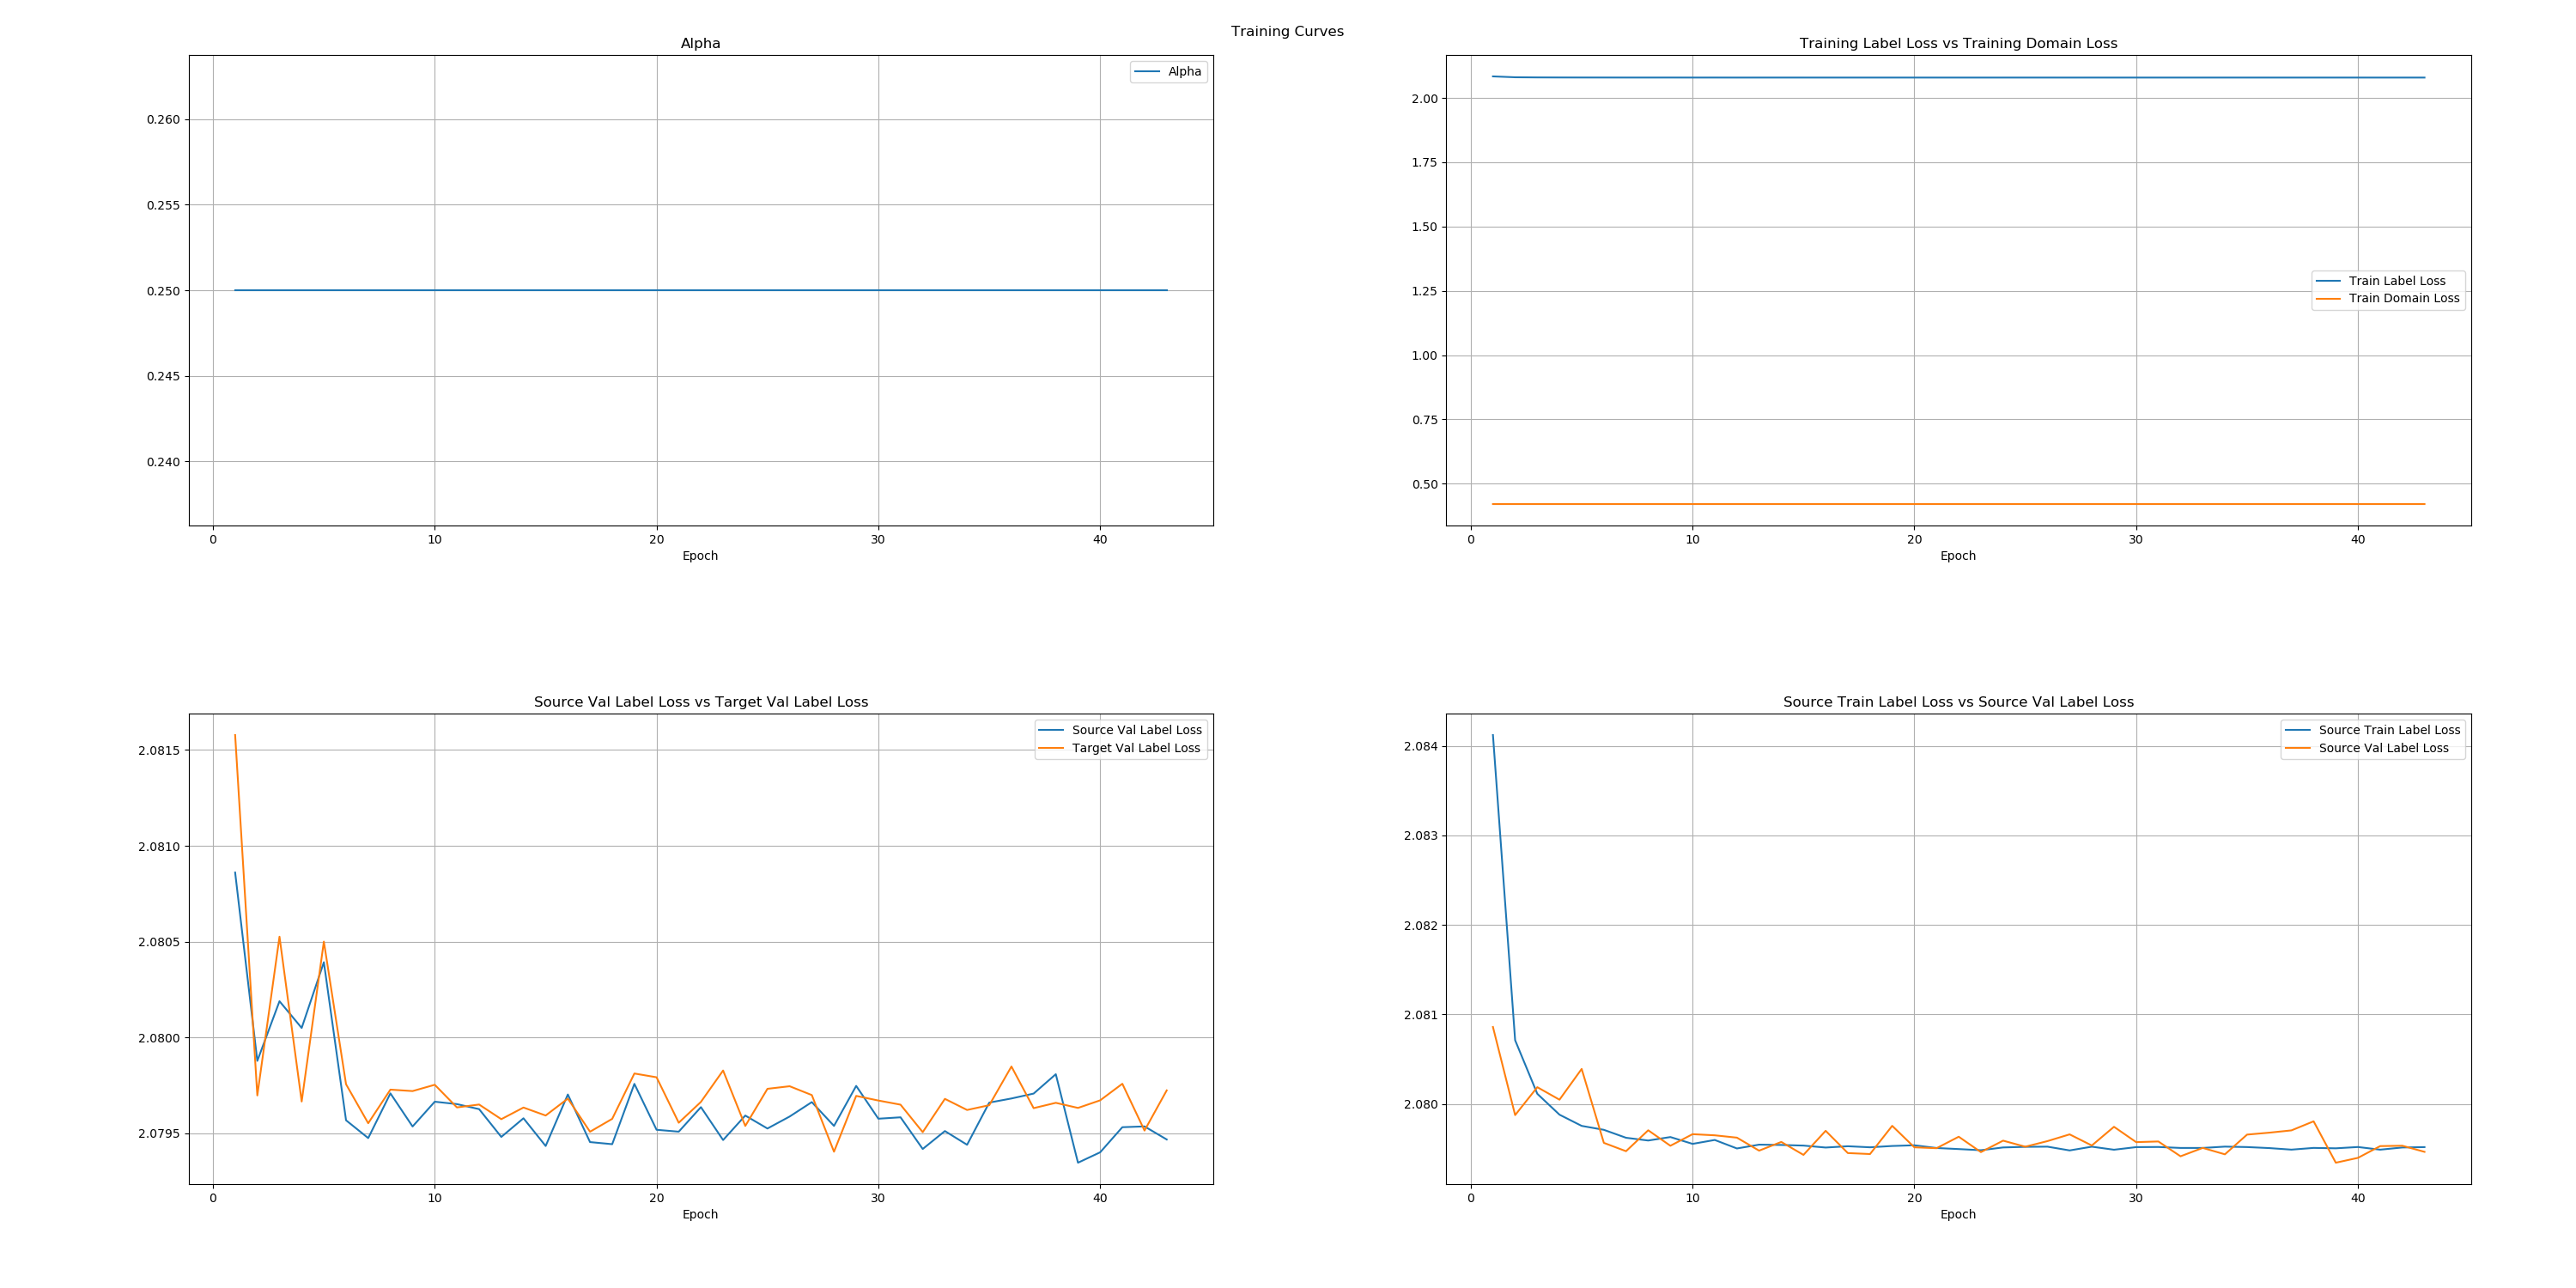 Training Curves
Alpha
Alpha
0.260
0.255
0.250
0.245
0.240
0 10 20 30 40
Epoch
Training Label Loss vs Training Domain Loss
Train Label Loss
Train Domain Loss
2.00
1.75
1.50
1.25
1.00
0.75
0.50
0 10 20 30 40
Epoch
Source Val Label Loss vs Target Val Label Loss
Source Val Label Loss
Target Val Label Loss
2.0815
2.0810
2.0805
2.0800
2.0795
0 10 20 30 40
Epoch
Source Train Label Loss vs Source Val Label Loss
Source Train Label Loss
Source Val Label Loss
2.084
2.083
2.082
2.081
2.080
0 10 20 30 40
Epoch